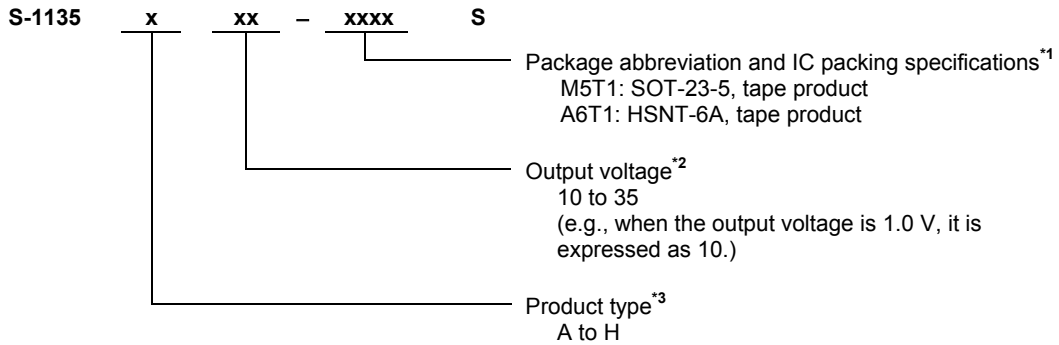 S-1135 x xx – xxxx S
Package abbreviation and IC packing specifications*1
M5T1: SOT-23-5, tape product
A6T1: HSNT-6A, tape product
Output voltage*2
10 to 35
(e.g., when the output voltage is 1.0 V, it is
expressed as 10.)
Product type*3
A to H